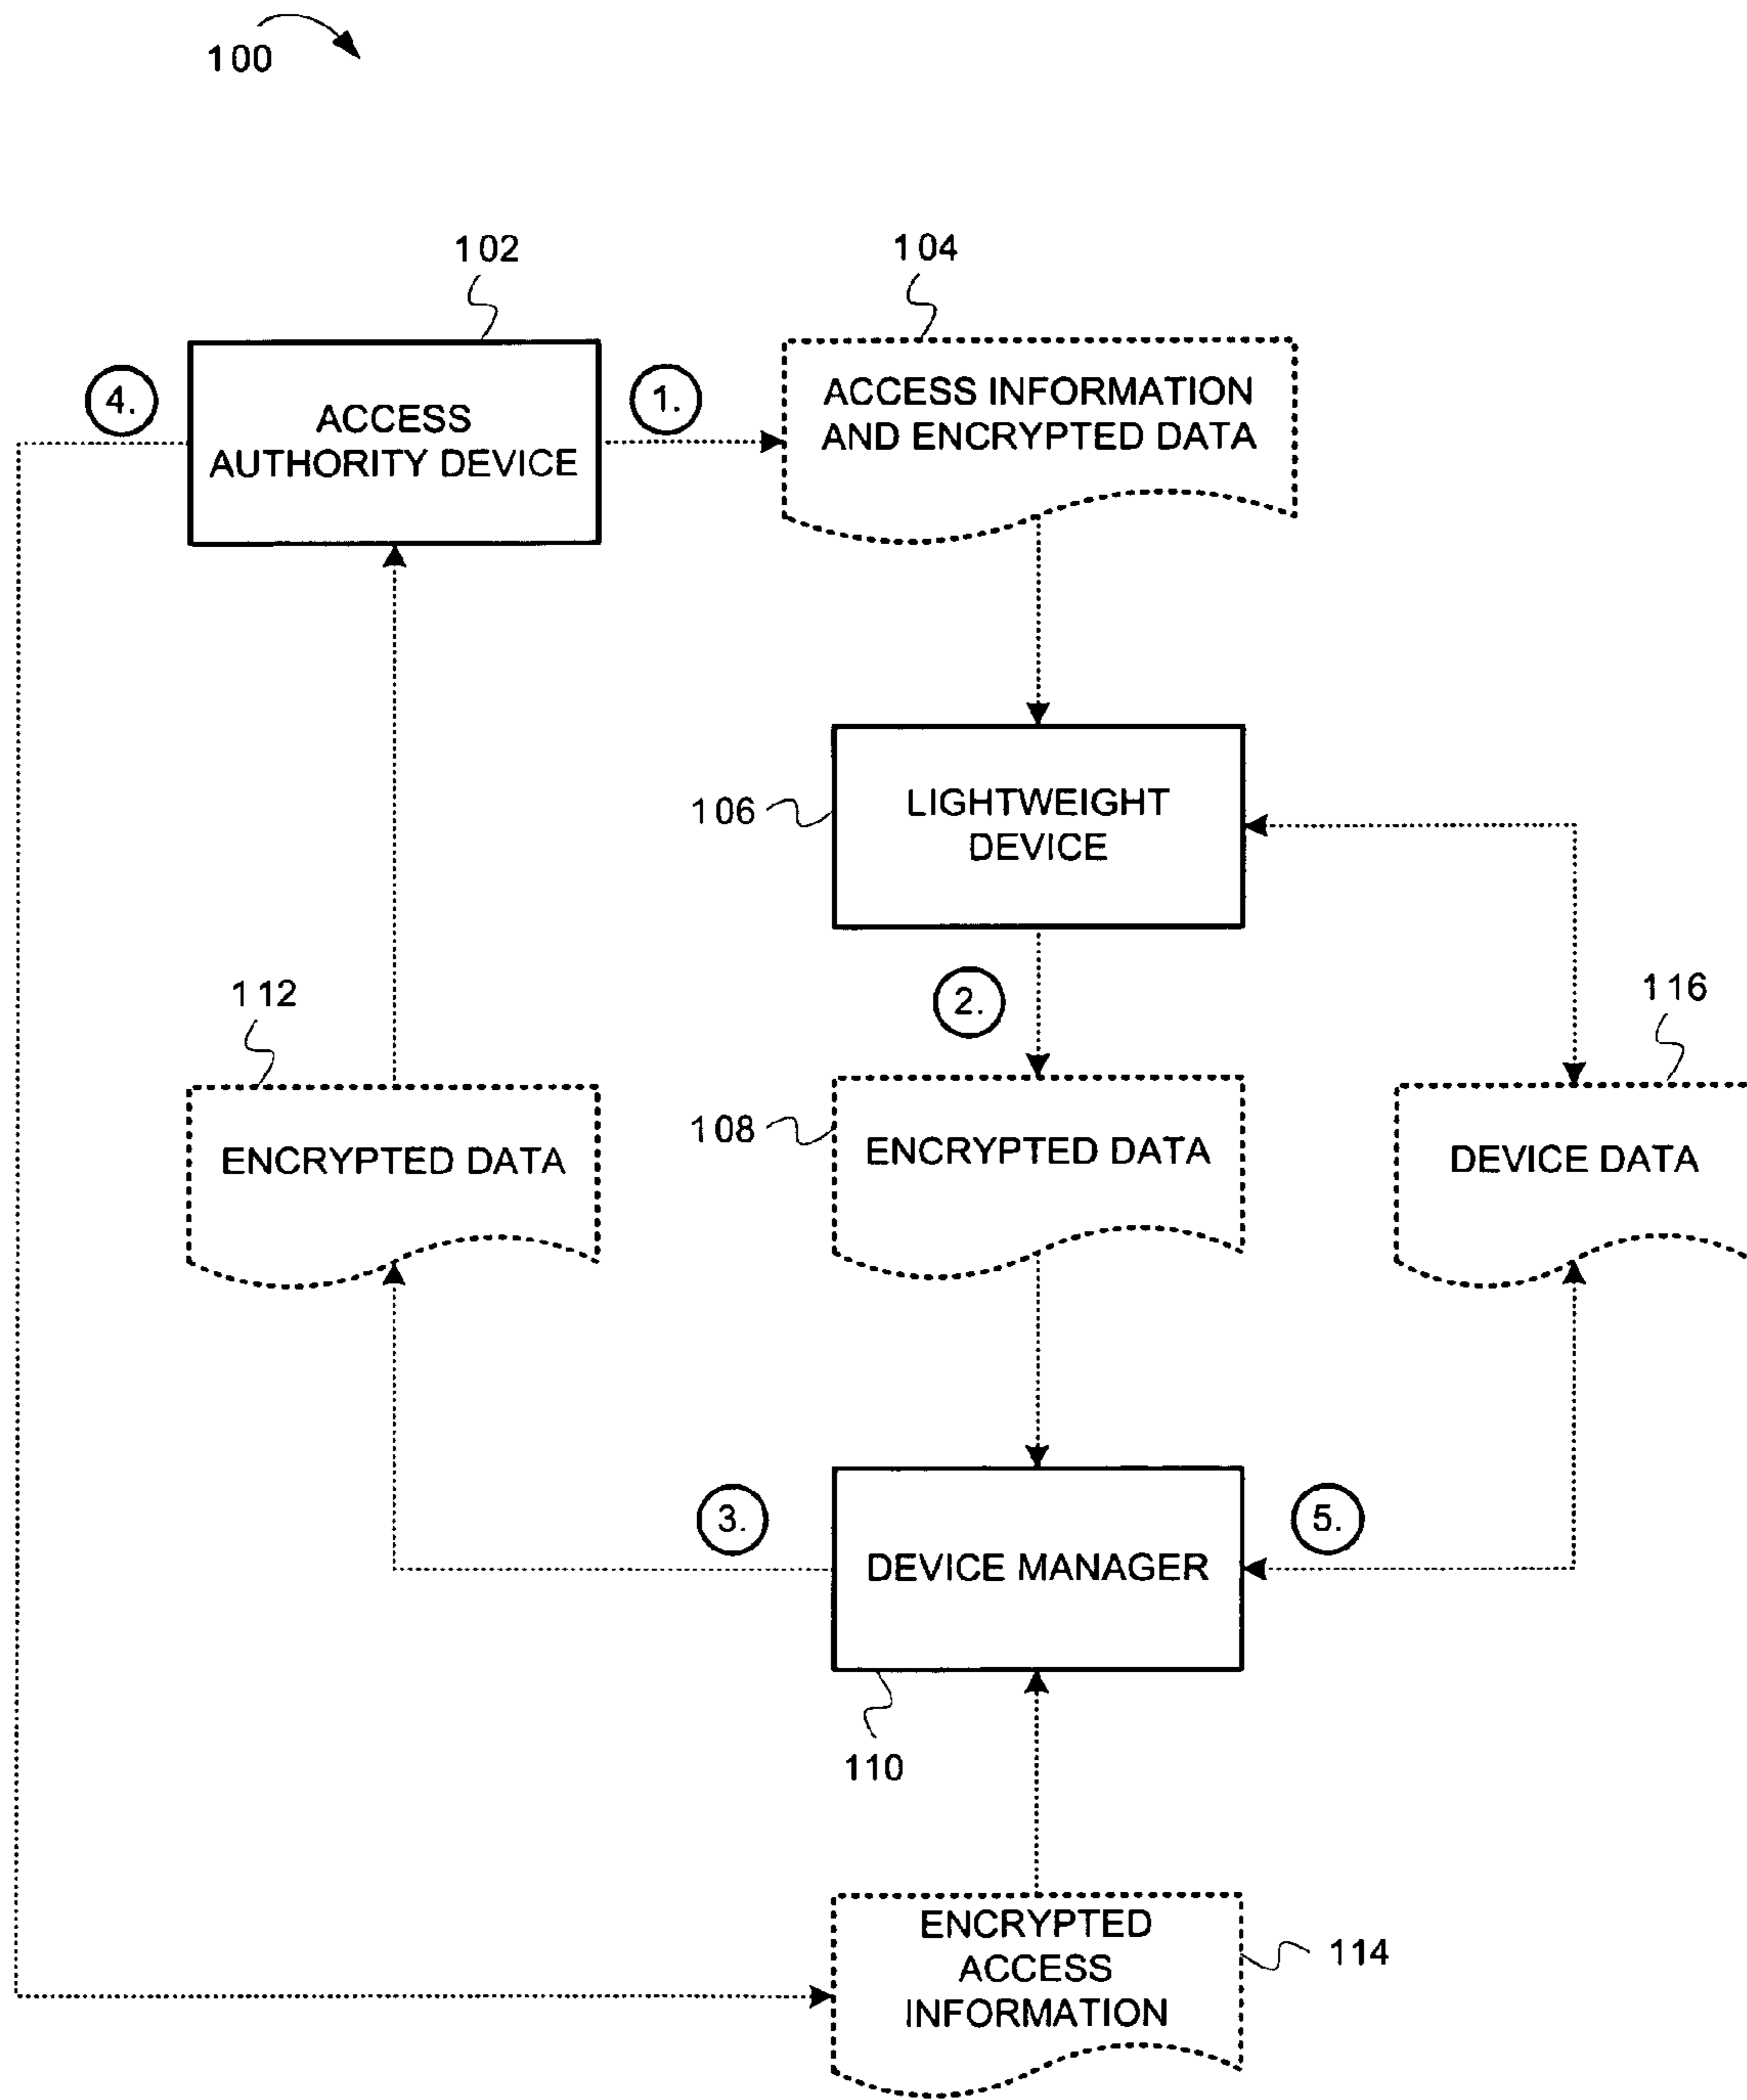 100
102
104
4.
ACCESS
AUTHORITY DEVICE
1.
ACCESS INFORMATION
AND ENCRYPTED DATA
106
LIGHTWEIGHT
DEVICE
2.
112
116
ENCRYPTED DATA
108
ENCRYPTED DATA
DEVICE DATA
3.
DEVICE MANAGER
5.
110
ENCRYPTED
ACCESS
INFORMATION
114